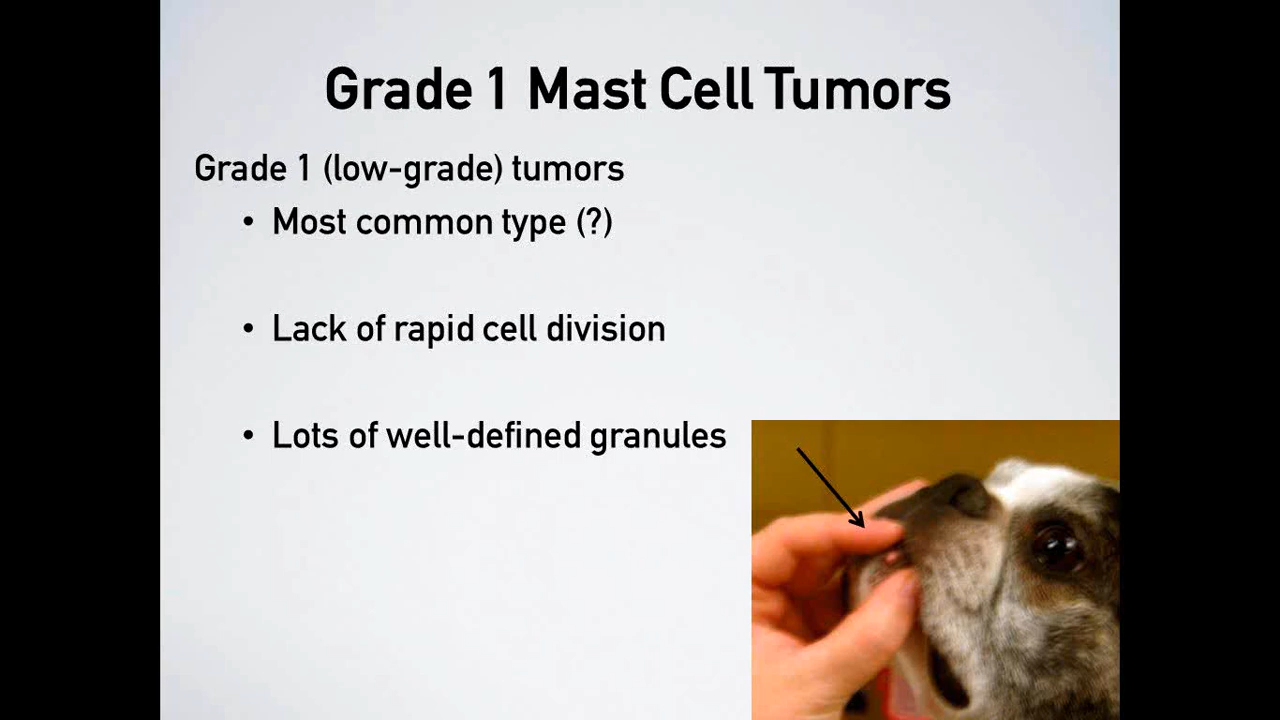 Grade 1 Mast Cell Tumors
Grade 1 (low-grade) tumors
• Most common type (?)
• Lack of rapid cell division
• Lots of well-defined granules